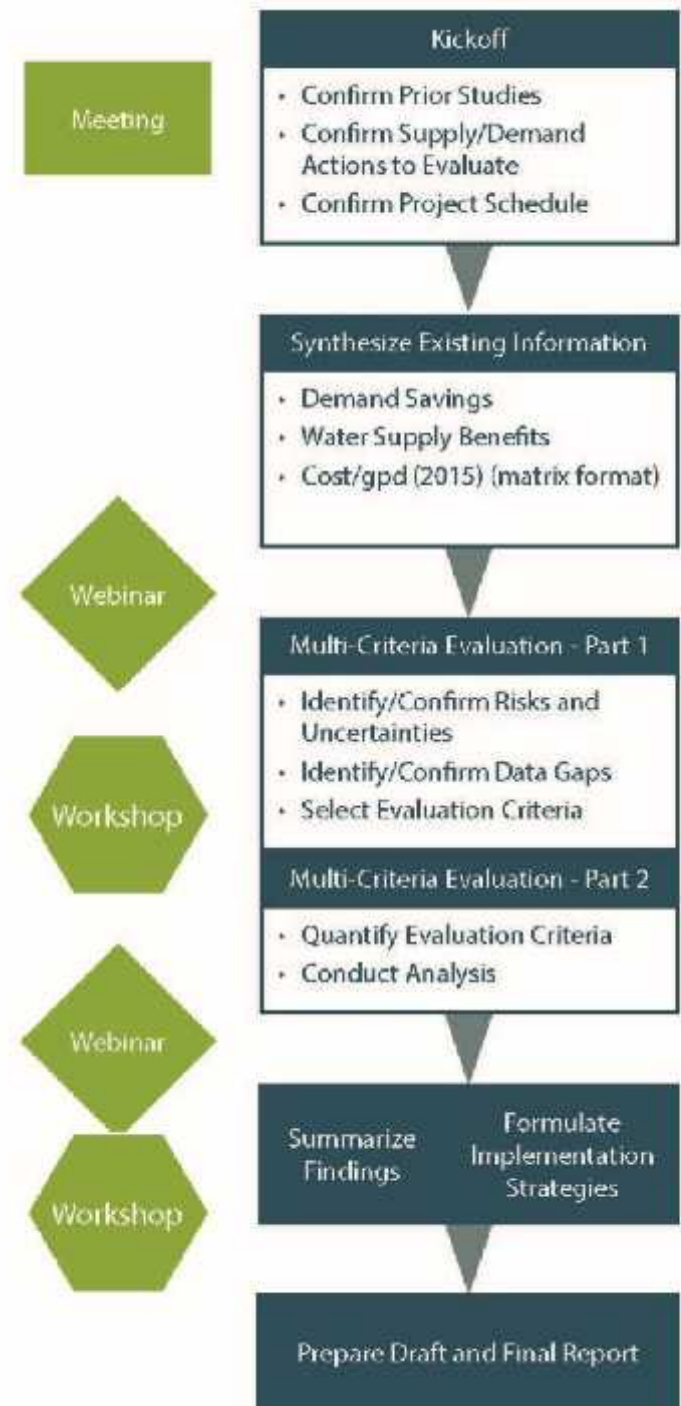 Meeting
Kickoff
• Confirm Prior Studies
• Confirm Supply/Demand
Actions to Evaluate
• Confirm Project Schedule
Synthesize Existing Information
• Demand Savings
• Water Supply Benefits
• Cost/gpd (2015) (matrix format)
Webinar
Multi-Criteria Evaluation - Part 1
• Identify/Confirm Risks and
Uncertainties
• Identify/Confirm Data Gaps
• Select Evaluation Criteria
Workshop
Multi-Criteria Evaluation - Part 2
• Quantify Evaluation Criteria
• Conduct Analysis
Webinar
Summarize
Findings
Formulate
Implementation
Strategies
Workshop
Prepare Draft and Final Report